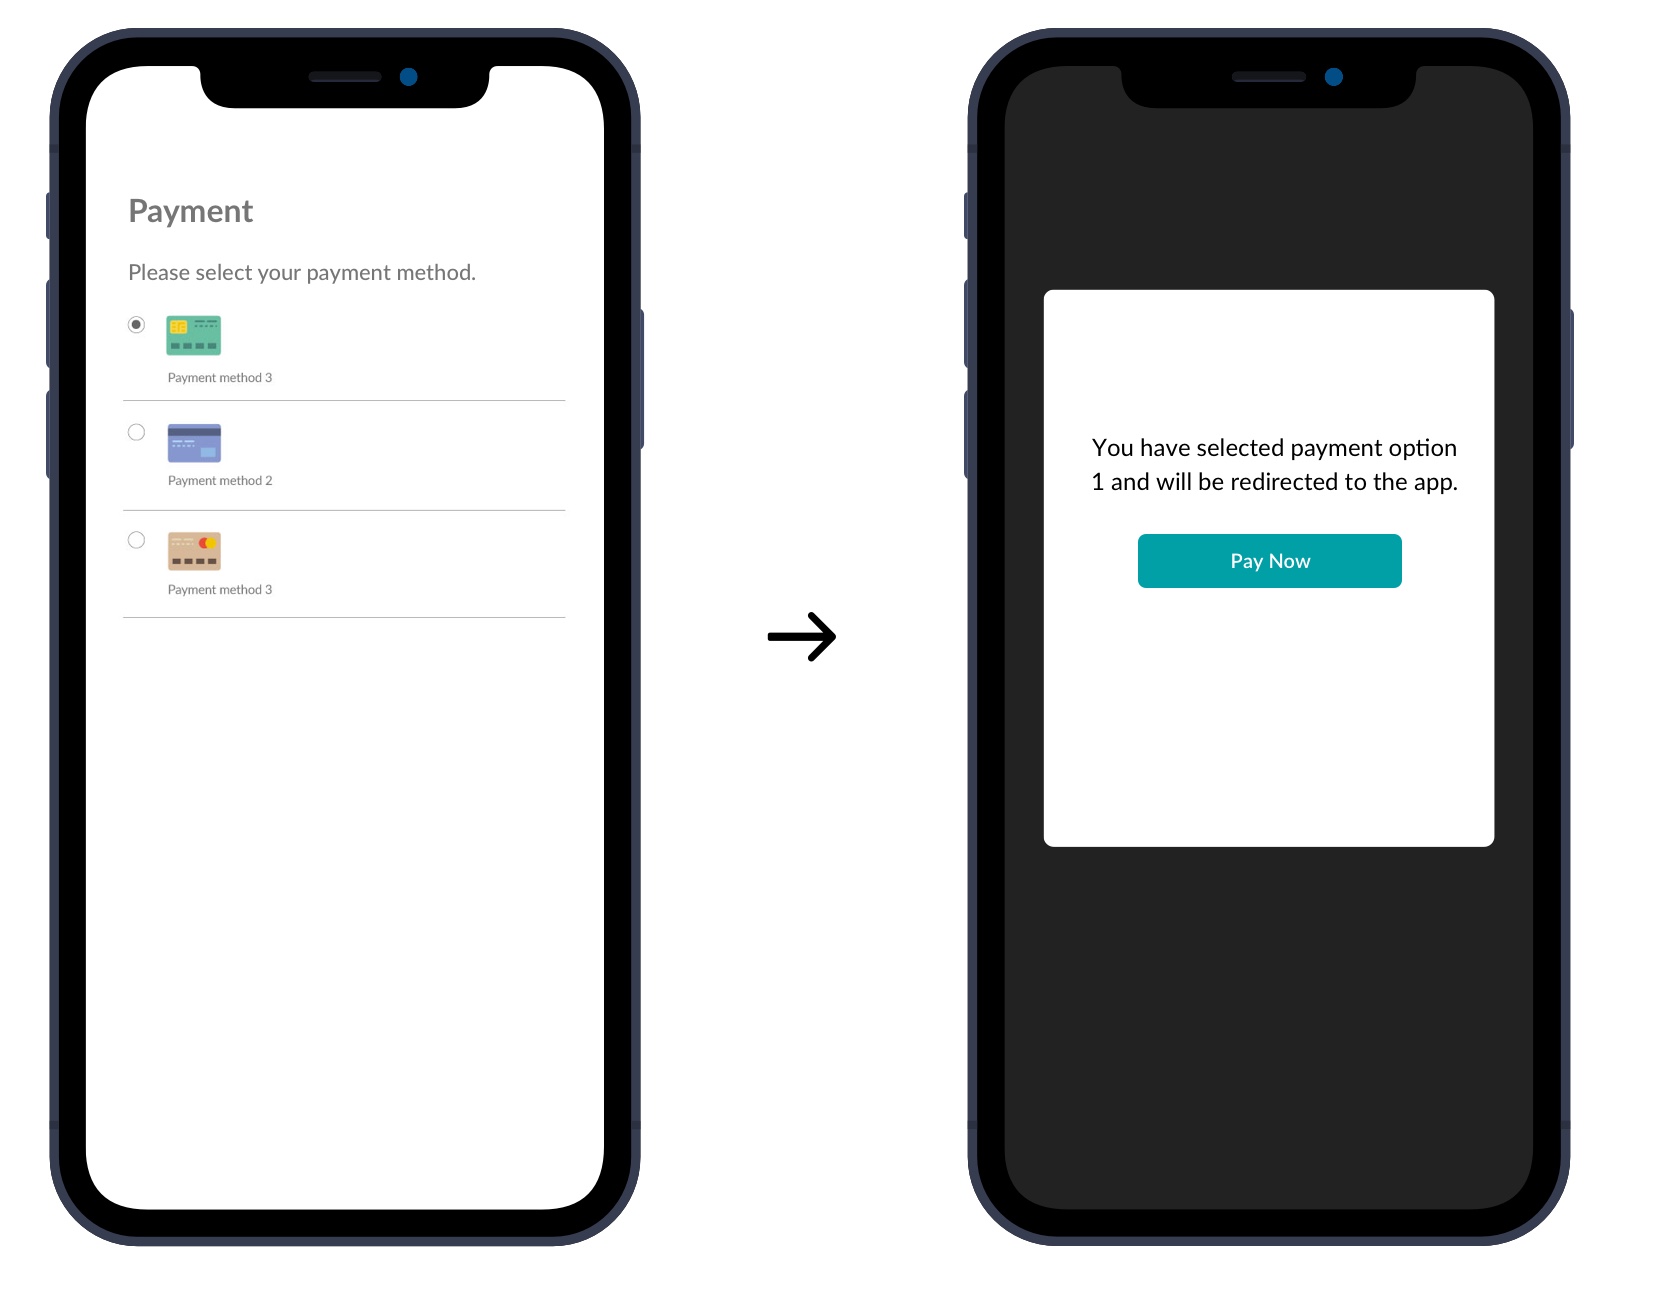 Payment
Please select your payment method.
Payment method 3
Payment method 2
Payment method 3
You have selected payment option
1 and will be redirected to the app.
Pay Now